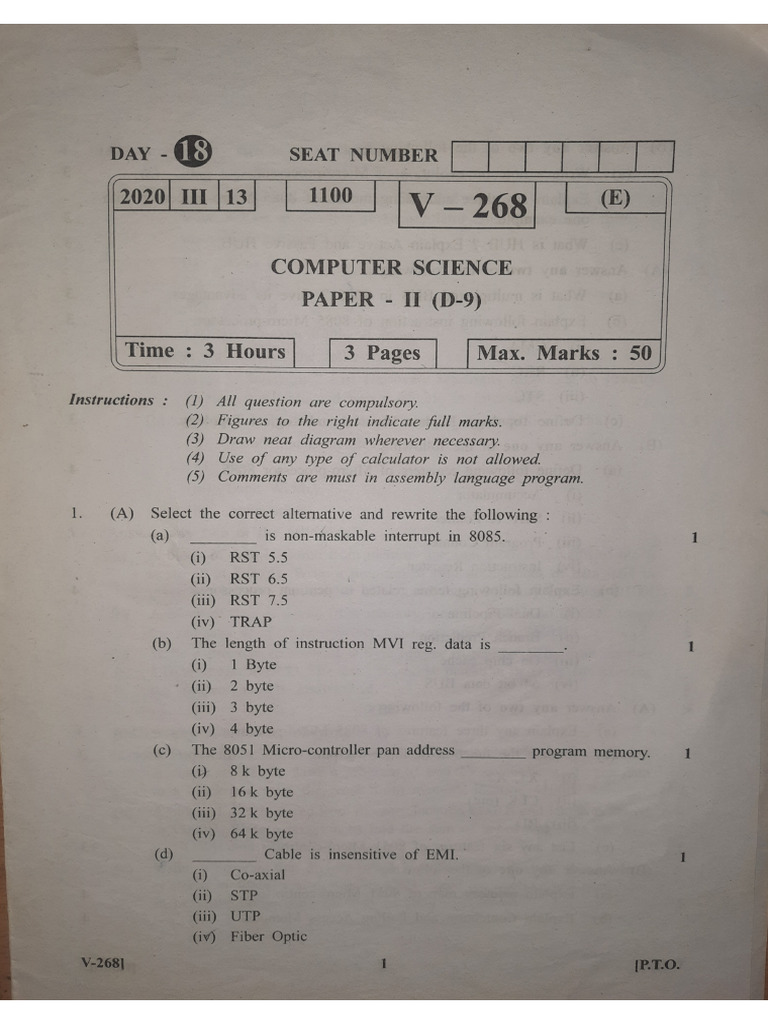 DAY - 18 SEAT NUMBER
2020 III 13 1100 V – 268 (E)
COMPUTER SCIENCE
PAPER - II (D-9)
Time : 3 Hours 3 Pages Max. Marks : 50
Instructions : (1) All question are compulsory.
(2) Figures to the right indicate full marks.
(3) Draw neat diagram wherever necessary.
(4) Use of any type of calculator is not allowed.
(5) Comments are must in assembly language program.
1. (A) Select the correct alternative and rewrite the following :
(a) ________ is non-maskable interrupt in 8085. 1
(i) RST 5.5
(ii) RST 6.5
(iii) RST 7.5
(iv) TRAP
(b) The length of instruction MVI reg. data is ________. 1
(i) 1 Byte
(ii) 2 byte
(iii) 3 byte
(iv) 4 byte
(c) The 8051 Micro-controller pan address ________ program memory. 1
(i) 8 k byte
(ii) 16 k byte
(iii) 32 k byte
(iv) 64 k byte
(d) ________ Cable is insensitive of EMI. 1
(i) Co-axial
(ii) STP
(iii) UTP
(iv) Fiber Optic
V-268] 1 [P.T.O.